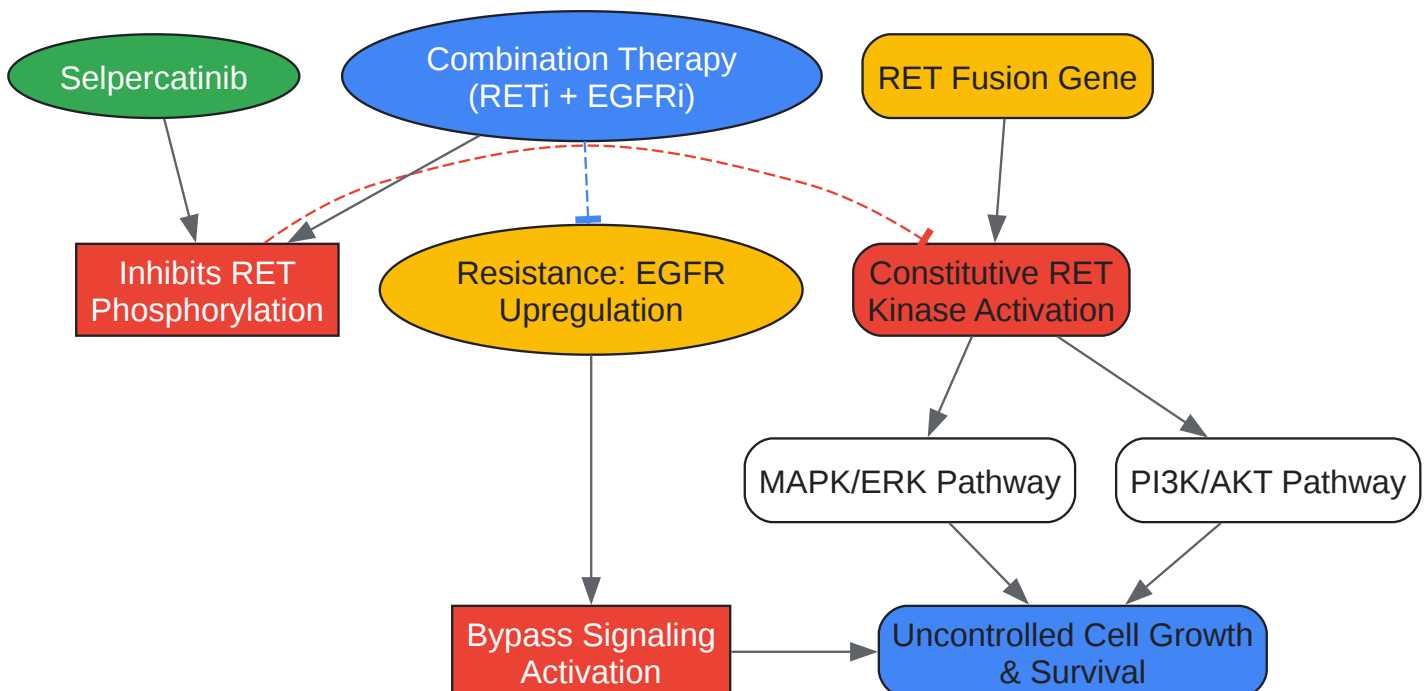 Selpercatinib
Combination Therapy
(RETi + EGFRi)
RET Fusion Gene
Inhibits RET
Phosphorylation
Resistance: EGFR
Upregulation
Constitutive RET
Kinase Activation
MAPK/ERK Pathway
PI3K/AKT Pathway
Bypass Signaling
Activation
Uncontrolled Cell Growth
& Survival